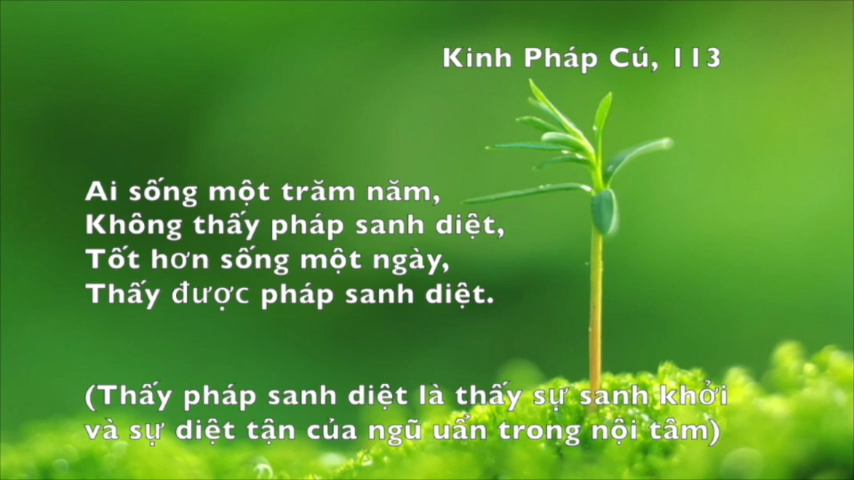 Kinh Pháp Cú, 113
Ai sống một trăm năm,
Không thấy pháp sanh diệt,
Tốt hơn sống một ngày,
Thấy được pháp sanh diệt.
(Thấy pháp sanh diệt là thấy sự sanh khởi
và sự diệt tận của ngũ uẩn trong nội tâm)